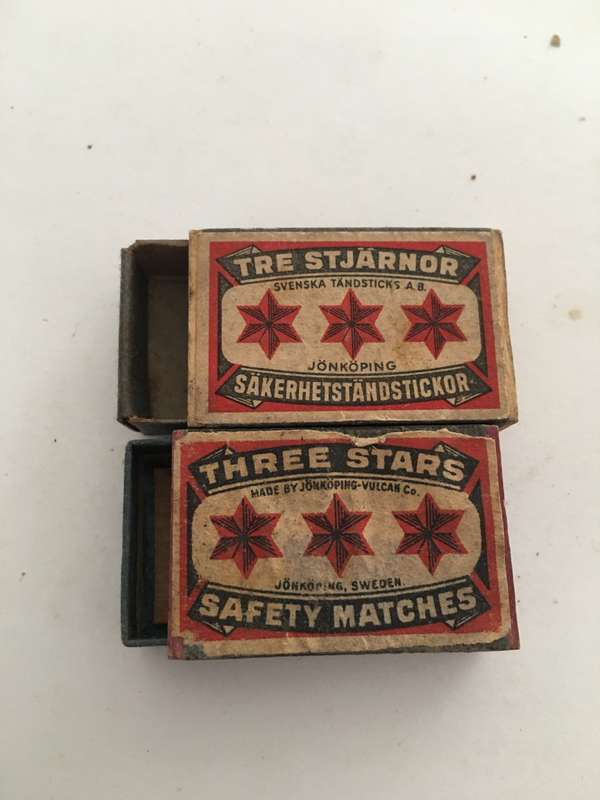 TRE STJÄRNOR
SVENSKA TÄNDSTICKS A.B.
JÖNKÖPING
SÄKERHETSTÄNDSTICKOR
THREE STARS
MADE BY JÖNKÖPING-VULCAN Co.
JÖNKÖPING, SWEDEN.
SAFETY MATCHES